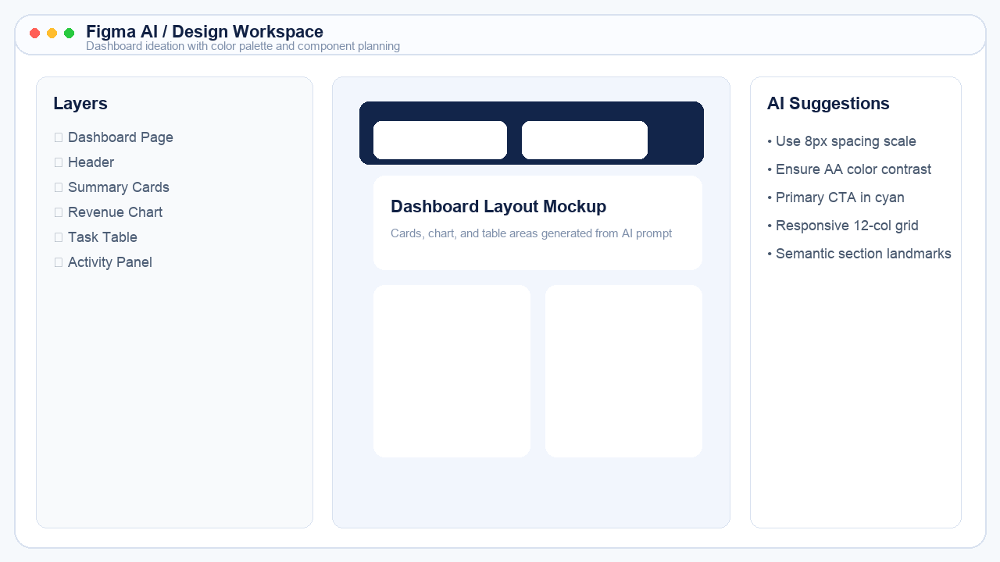 Figma AI / Design Workspace
Dashboard ideation with color palette and component planning
Layers
□ Dashboard Page
□ Header
□ Summary Cards
□ Revenue Chart
□ Task Table
□ Activity Panel
Dashboard Layout Mockup
Cards, chart, and table areas generated from AI prompt
AI Suggestions
• Use 8px spacing scale
• Ensure AA color contrast
• Primary CTA in cyan
• Responsive 12-col grid
• Semantic section landmarks